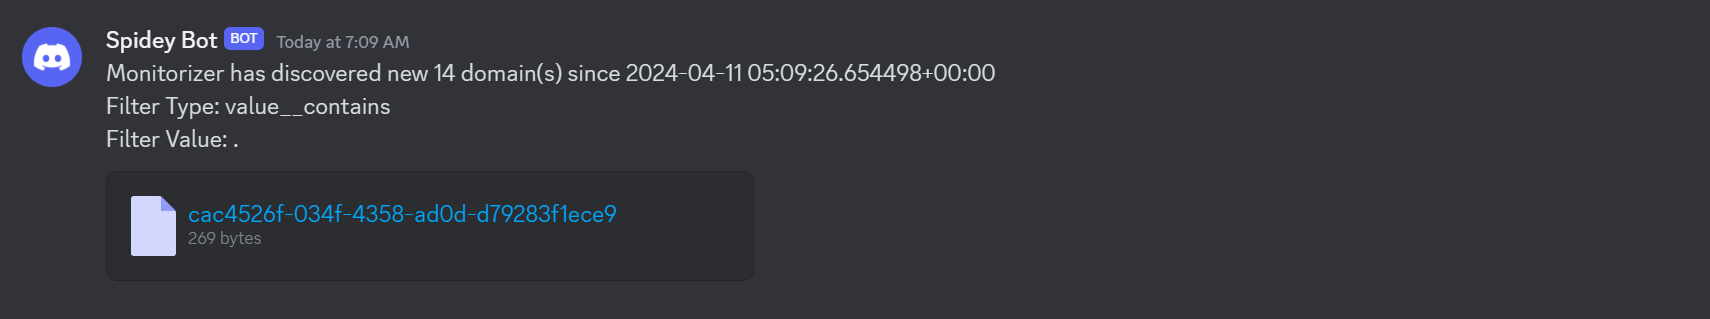 Spidey Bot BOT Today at 7:09 AM
Monitorizer has discovered new 14 domain(s) since 2024-04-11 05:09:26.654498+00:00
Filter Type: value__contains
Filter Value: .
cac4526f-034f-4358-ad0d-d79283f1ece9
269 bytes